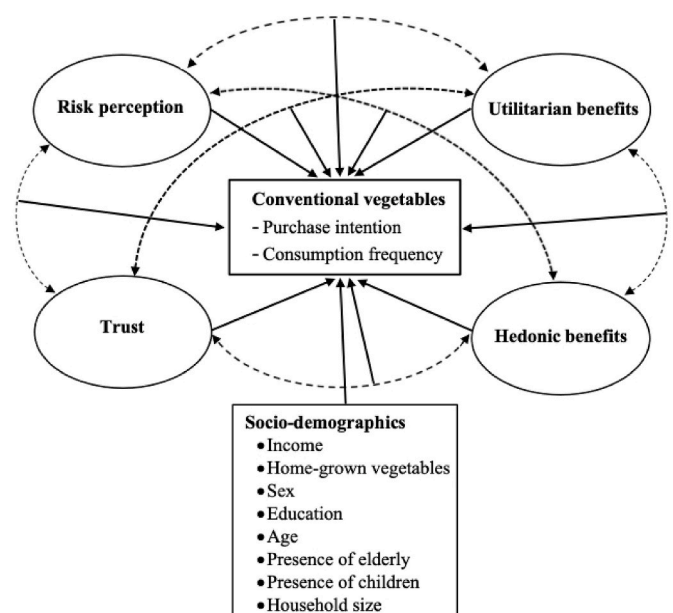 Risk perception
Utilitarian benefits
Conventional vegetables
- Purchase intention
- Consumption frequency
Trust
Hedonic benefits
Socio-demographics
• Income
• Home-grown vegetables
• Sex
• Education
• Age
• Presence of elderly
• Presence of children
• Household size